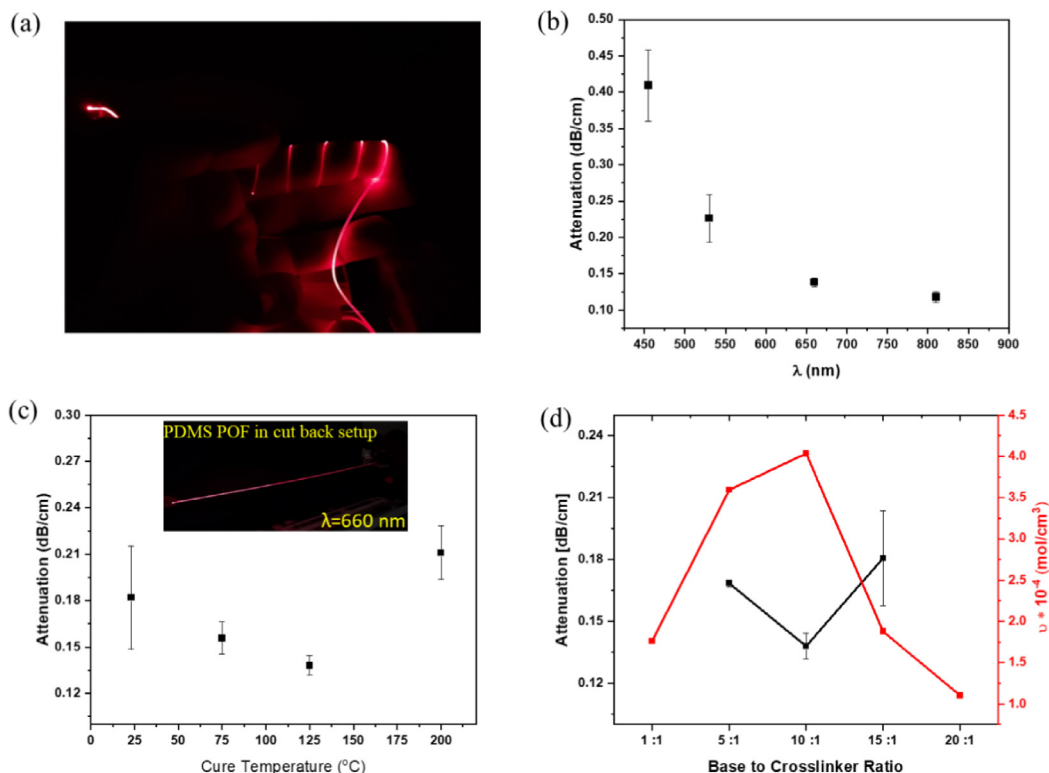 (a)
(b)
0.50
0.45
0.40
0.35
0.30
0.25
0.20
0.15
0.10
Attenuation (dB/cm)
450 500 550 600 650 700 750 800 850 900
λ (nm)
(c)
0.30
0.27
0.24
0.21
0.18
0.15
0.12
Attenuation (dB/cm)
PDMS POF in cut back setup
λ=660 nm
0 25 50 75 100 125 150 175 200
Cure Temperature (°C)
(d)
0.24
0.21
0.18
0.15
0.12
Attenuation [dB/cm]
4.5
4.0
3.5
3.0
2.5
2.0
1.5
1.0
υ * 10⁻⁴ (mol/cm³)
1 :1 5 :1 10 :1 15 :1 20 :1
Base to Crosslinker Ratio